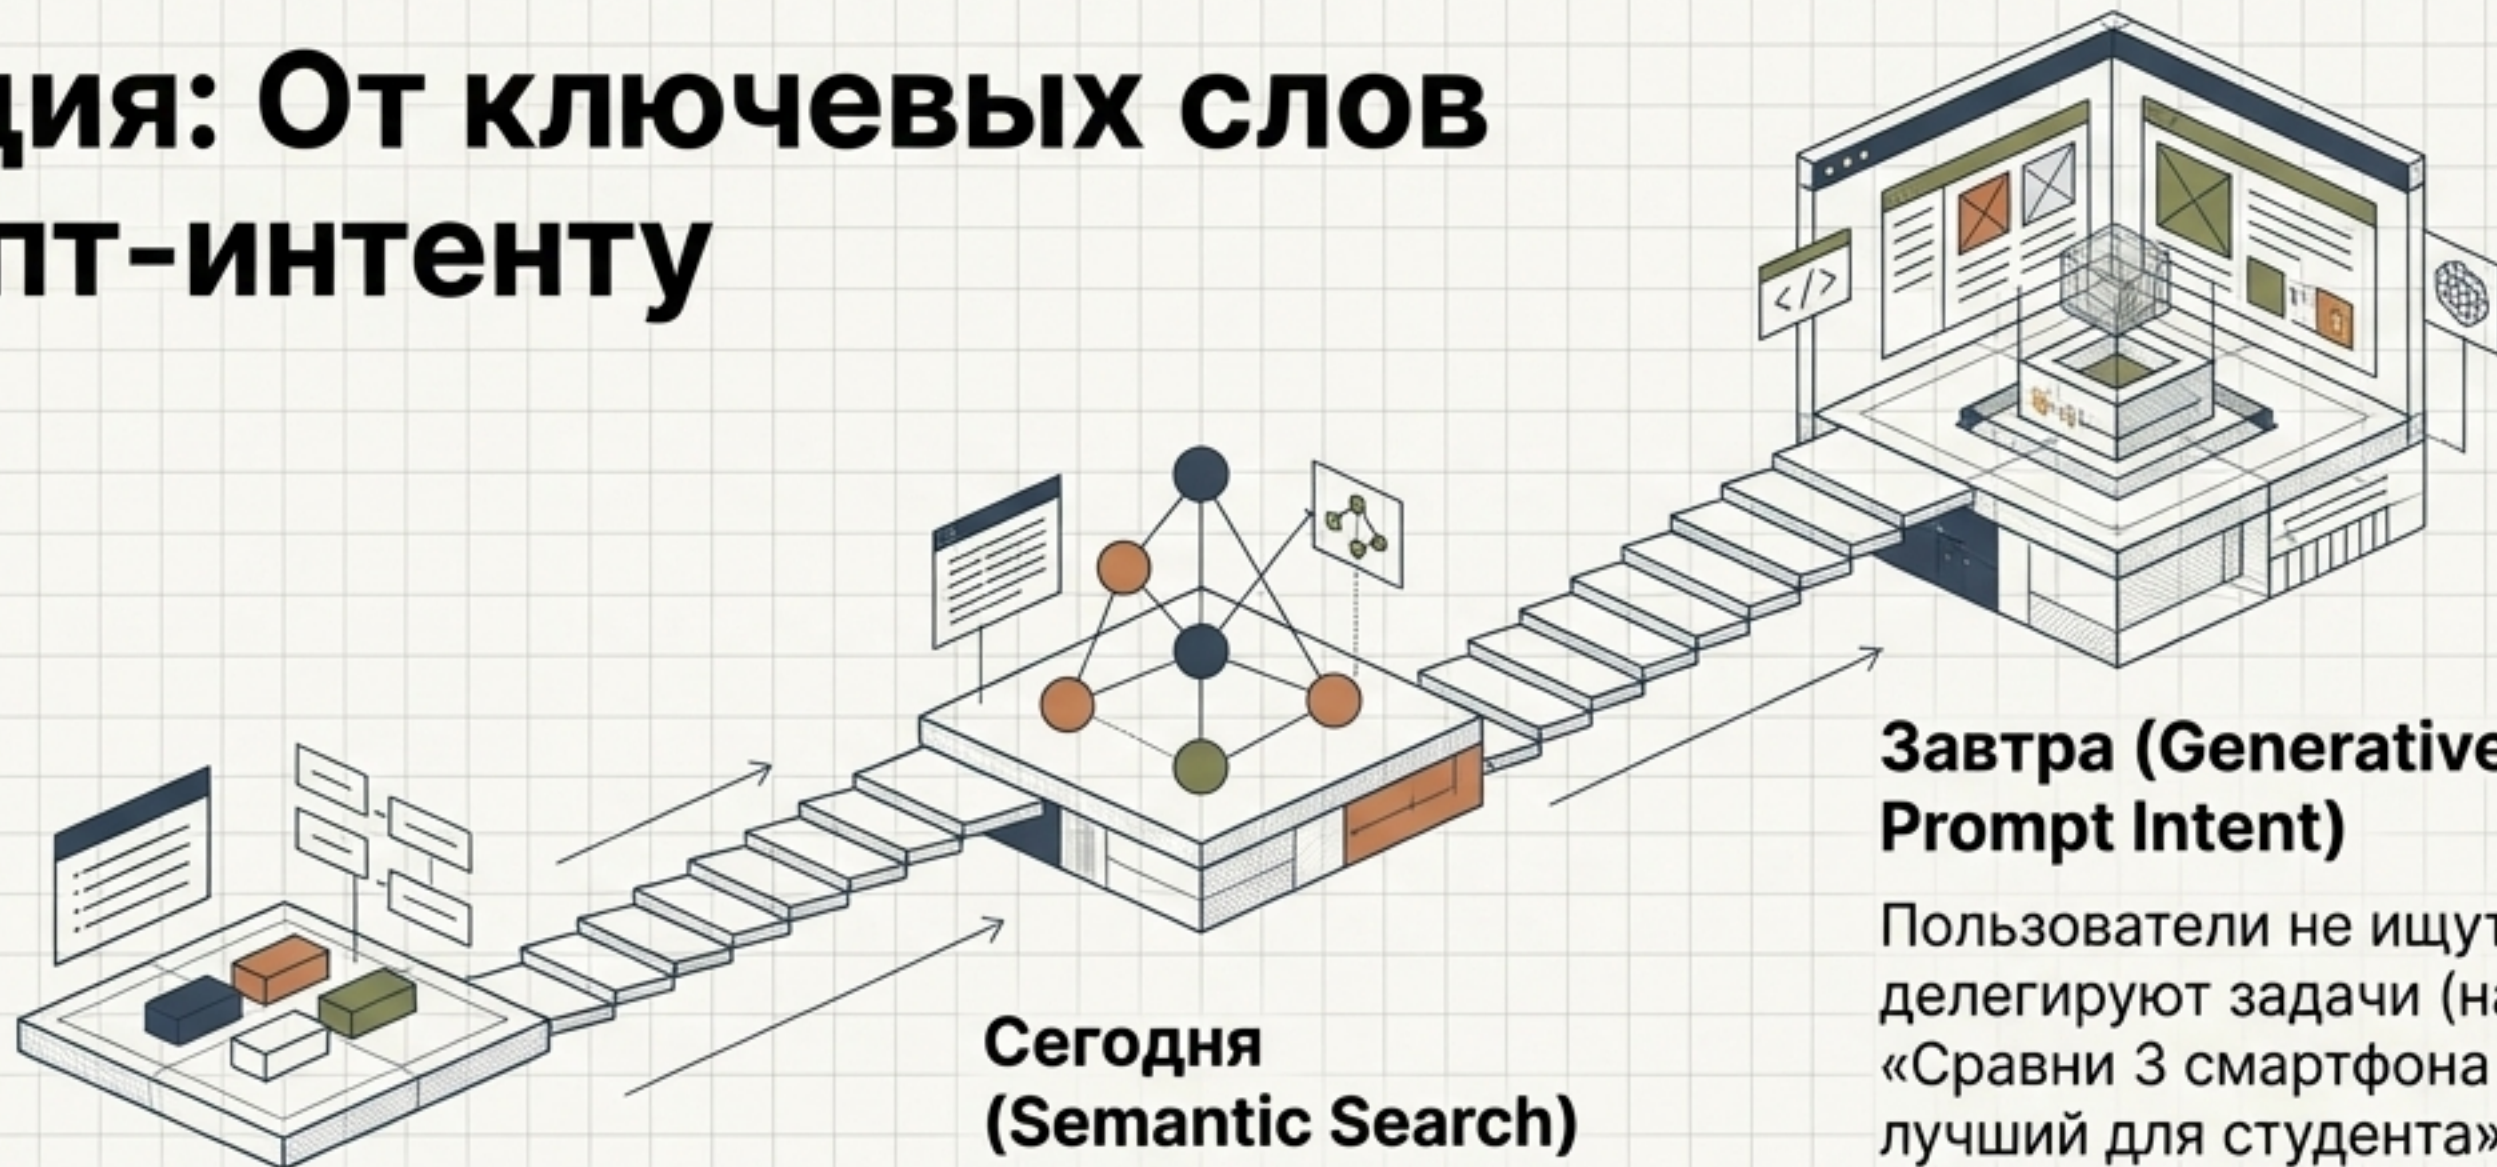 ция: От ключевых слов
пт-интенту
</>
Сегодня
(Semantic Search)
Завтра (Generative
Prompt Intent)
Пользователи не ищут
делегируют задачи (на
«Сравни 3 смартфона
лучший для студента»